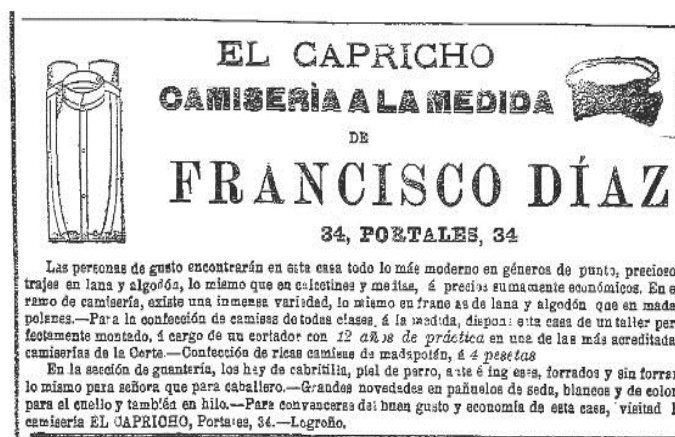 EL CAPRICHO
CAMISERÌA A LA MEDIDA
DE
FRANCISCO DÍAZ
34, PORTALES, 34
Las personas de gusto encontrarán en esta casa todo lo más moderno en géneros de punto, precioso
trajes en lana y algodón, lo mismo que en calcetines y medias, á precios sumamente económicos. En e
ramo de camisería, existe una inmensa variedad, lo mismo en franelas de lana y algodón que en mada
polanes.—Para la confección de camisas de todas clases, á la medida, dispone esta casa de un taller per
fectamente montado, á cargo de un cortador con 12 años de práctica en una de las más acreditada
camiserías de la Corte.—Confección de ricas camisas de madapolán, á 4 pesetas
En la sección de guantería, los hay de cabritilla, piel de perro, ante é inglesas, forrados y sin forrar
lo mismo para señora que para caballero.—Grandes novedades en pañuelos de seda, blancos y de color
para el cuello y también en hilo.—Para convencerse del buen gusto y economía de esta casa, visitad l
camisería EL CAPRICHO, Portales, 34.—Logroño.